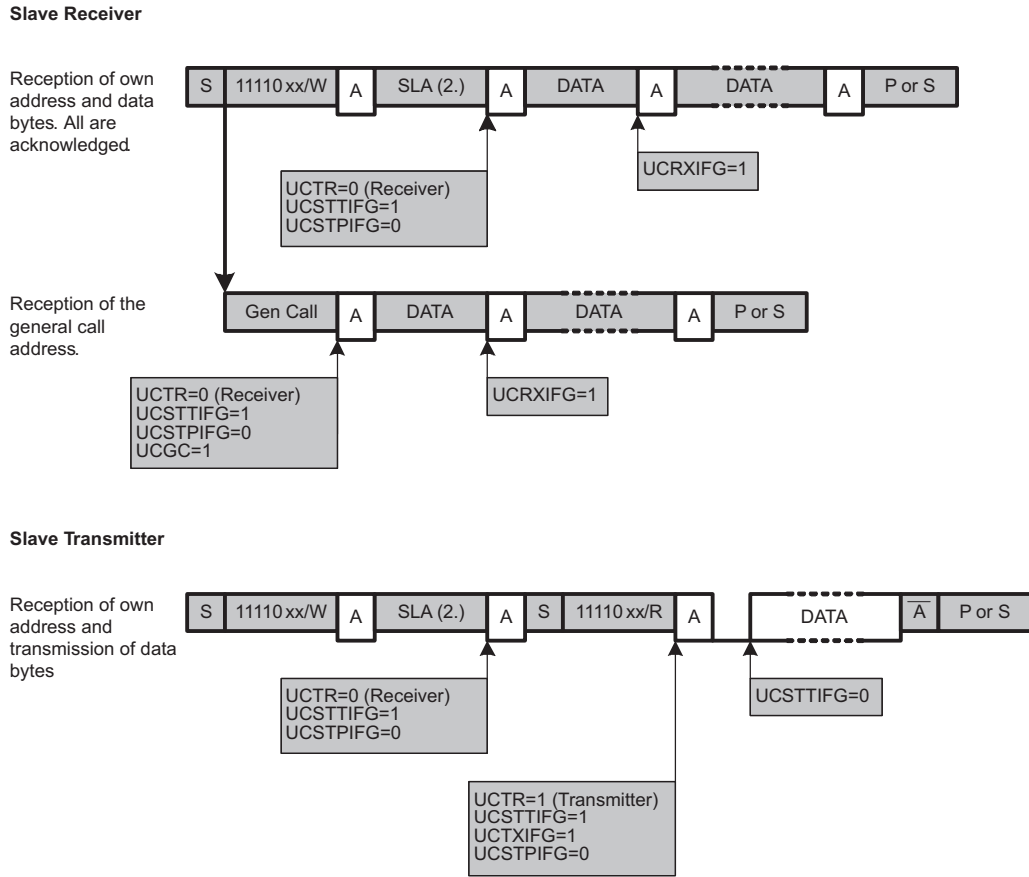 Slave Receiver
Reception of own
address and data
bytes. All are
acknowledged.
S 11110 xx/W A SLA (2.) A DATA A DATA A P or S
UCTR=0 (Receiver)
UCSTTIFG=1
UCSTPIFG=0
UCRXIFG=1
Reception of the
general call
address.
Gen Call A DATA A DATA A P or S
UCTR=0 (Receiver)
UCSTTIFG=1
UCSTPIFG=0
UCGC=1
UCRXIFG=1
Slave Transmitter
Reception of own
address and
transmission of data
bytes
S 11110 xx/W A SLA (2.) A S 11110 xx/R A DATA A̅ P or S
UCTR=0 (Receiver)
UCSTTIFG=1
UCSTPIFG=0
UCSTTIFG=0
UCTR=1 (Transmitter)
UCSTTIFG=1
UCTXIFG=1
UCSTPIFG=0